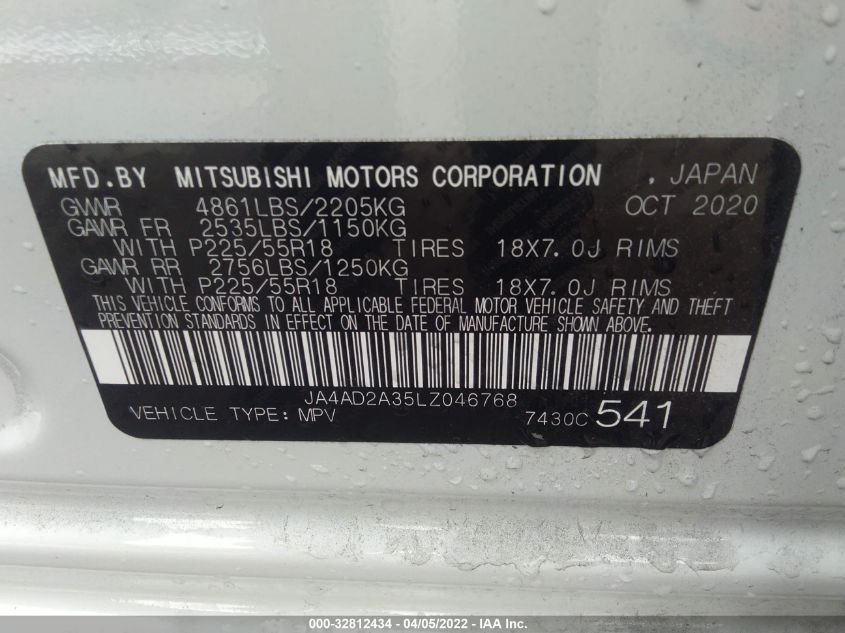 MFD.BY MITSUBISHI MOTORS CORPORATION , JAPAN
GVWR 4861LBS/2205KG OCT 2020
GAWR FR 2535LBS/1150KG
WITH P225/55R18 TIRES 18X7.0J RIMS
GAWR RR 2756LBS/1250KG
WITH P225/55R18 TIRES 18X7.0J RIMS
THIS VEHICLE CONFORMS TO ALL APPLICABLE FEDERAL MOTOR VEHICLE SAFETY AND THEFT
PREVENTION STANDARDS IN EFFECT ON THE DATE OF MANUFACTURE SHOWN ABOVE.
JA4AD2A35LZ046768
VEHICLE TYPE: MPV 7430C 541
000-32812434 - 04/05/2022 - IAA Inc.